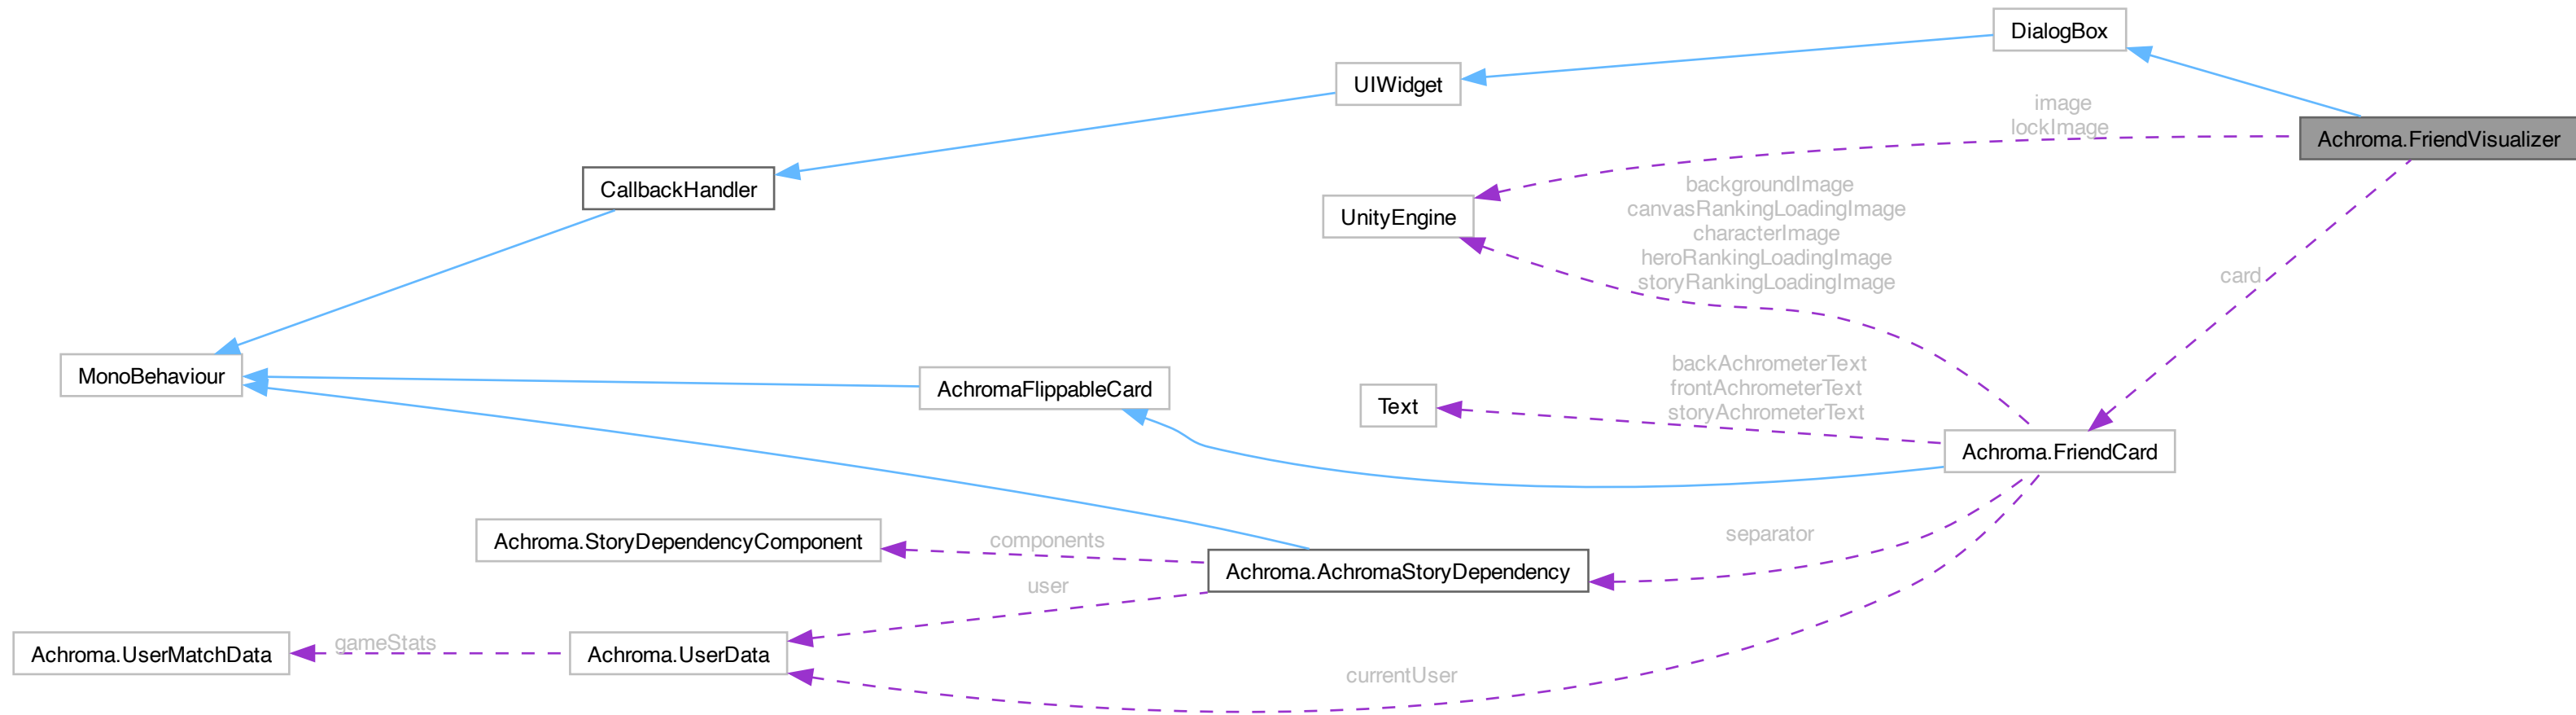 DialogBox
UIWidget
image
lockImage
Achroma.FriendVisualizer
CallbackHandler
backgroundImage
canvasRankingLoadingImage
characterImage
heroRankingLoadingImage
storyRankingLoadingImage
UnityEngine
card
MonoBehaviour
AchromaFlippableCard
backAchrometerText
frontAchrometerText
storyAchrometerText
Text
Achroma.FriendCard
Achroma.StoryDependencyComponent
components
separator
Achroma.AchromaStoryDependency
user
Achroma.UserMatchData
gameStats
Achroma.UserData
currentUser